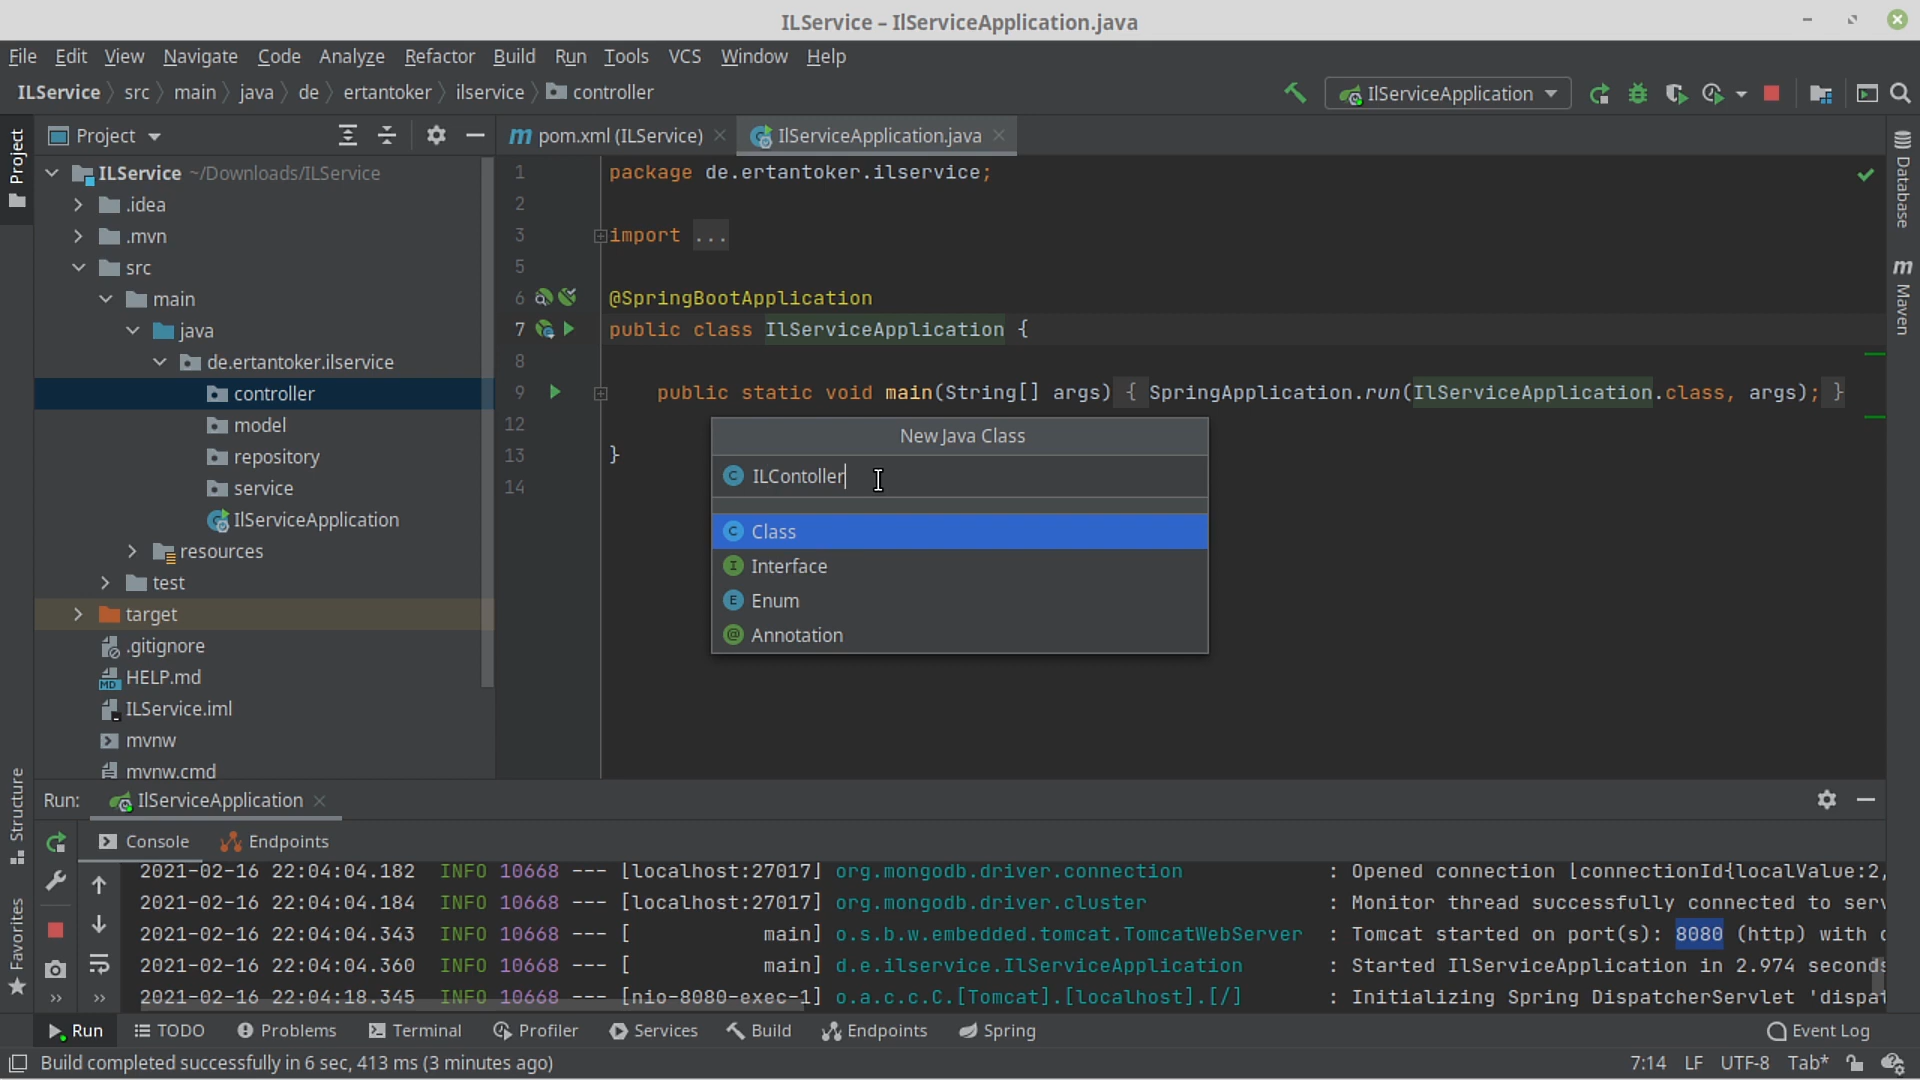 ILService – IlServiceApplication.java
File Edit View Navigate Code Analyze Refactor Build Run Tools VCS Window Help
ILService src main java de ertantoker ilservice controller
IlServiceApplication
Project
pom.xml (ILService)
IlServiceApplication.java
Project
Structure
Favorites
Database
m Maven
ILService ~/Downloads/ILService
.idea
.mvn
src
main
java
de.ertantoker.ilservice
controller
model
repository
service
IlServiceApplication
resources
test
target
.gitignore
HELP.md
ILService.iml
mvnw
mvnw.cmd
1 package de.ertantoker.ilservice;
2
3 import ...
5
6 @SpringBootApplication
7 public class IlServiceApplication {
8
9 public static void main(String[] args) { SpringApplication.run(IlServiceApplication.class, args); }
12
13 }
14
New Java Class
ILContoller
Class
Interface
Enum
Annotation
Run: IlServiceApplication
Console Endpoints
2021-02-16 22:04:04.182 INFO 10668 --- [localhost:27017] org.mongodb.driver.connection : Opened connection [connectionId{localValue:2,
2021-02-16 22:04:04.184 INFO 10668 --- [localhost:27017] org.mongodb.driver.cluster : Monitor thread successfully connected to serv
2021-02-16 22:04:04.343 INFO 10668 --- [ main] o.s.b.w.embedded.tomcat.TomcatWebServer : Tomcat started on port(s): 8080 (http) with c
2021-02-16 22:04:04.360 INFO 10668 --- [ main] d.e.ilservice.IlServiceApplication : Started IlServiceApplication in 2.974 seconds
2021-02-16 22:04:18.345 INFO 10668 --- [nio-8080-exec-1] o.a.c.c.C.[Tomcat].[localhost].[/] : Initializing Spring DispatcherServlet 'dispat
Run TODO Problems Terminal Profiler Services Build Endpoints Spring Event Log
Build completed successfully in 6 sec, 413 ms (3 minutes ago) 7:14 LF UTF-8 Tab*